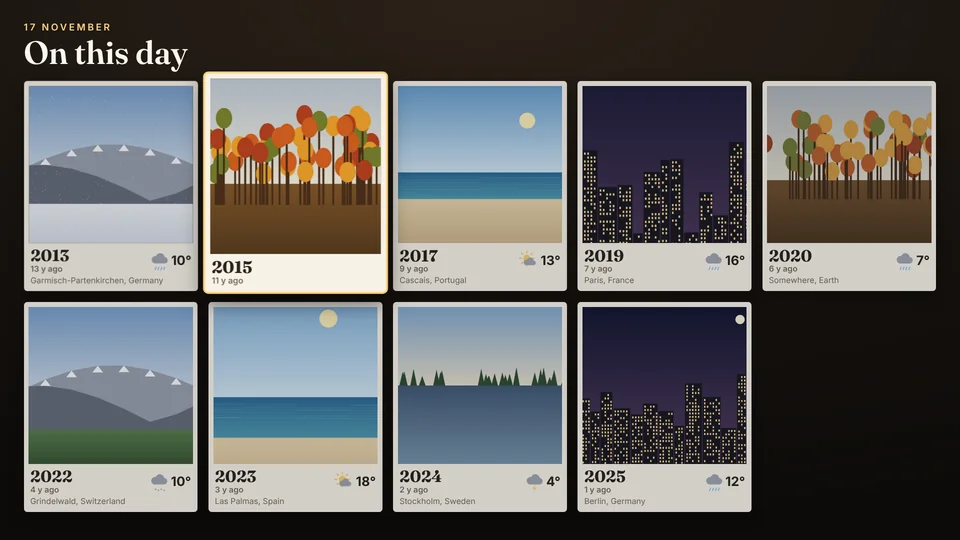 17 NOVEMBER
On this day
2013
10°
13 y ago
Garmisch-Partenkirchen, Germany
2015
11 y ago
2017
13°
9 y ago
Cascais, Portugal
2019
16°
7 y ago
Paris, France
2020
7°
6 y ago
Somewhere, Earth
2022
10°
4 y ago
Grindelwald, Switzerland
2023
18°
3 y ago
Las Palmas, Spain
2024
4°
2 y ago
Stockholm, Sweden
2025
12°
1 y ago
Berlin, Germany